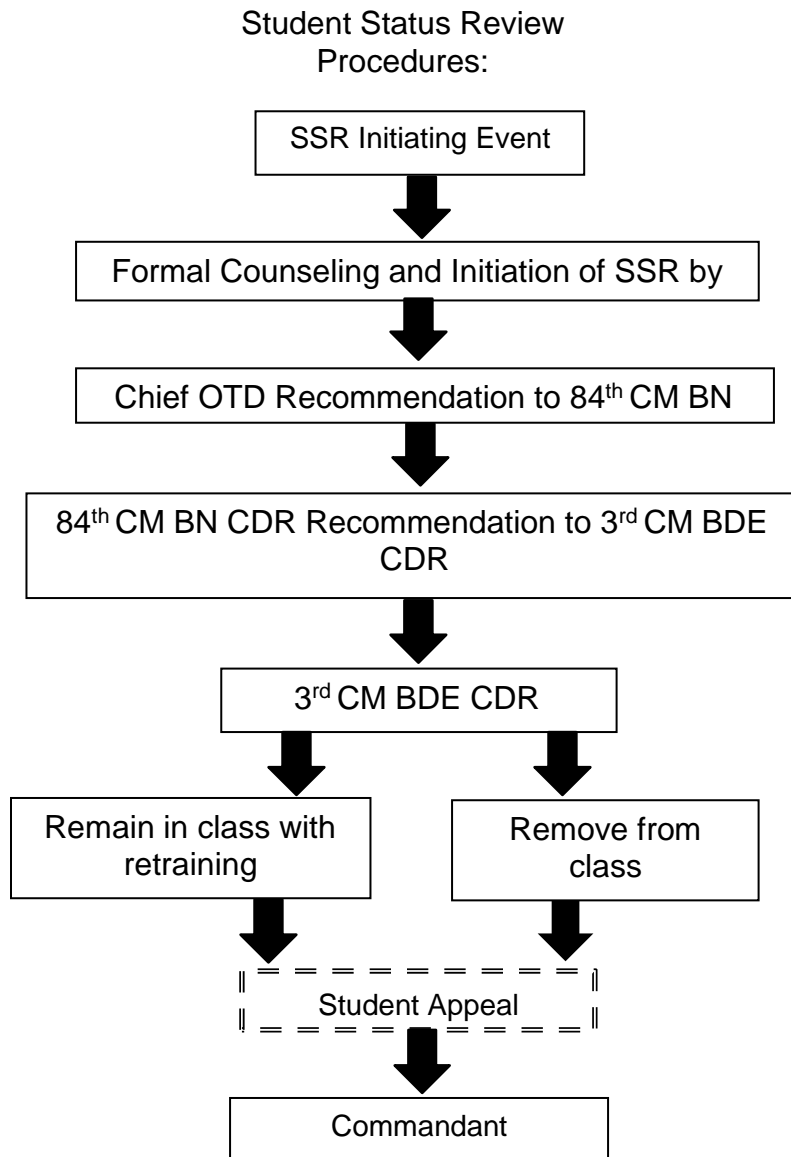 Student Status Review
Procedures:
SSR Initiating Event
Formal Counseling and Initiation of SSR by
Chief OTD Recommendation to 84th CM BN
84th CM BN CDR Recommendation to 3rd CM BDE
CDR
3rd CM BDE CDR
Remain in class with
retraining
Remove from
class
Student Appeal
Commandant